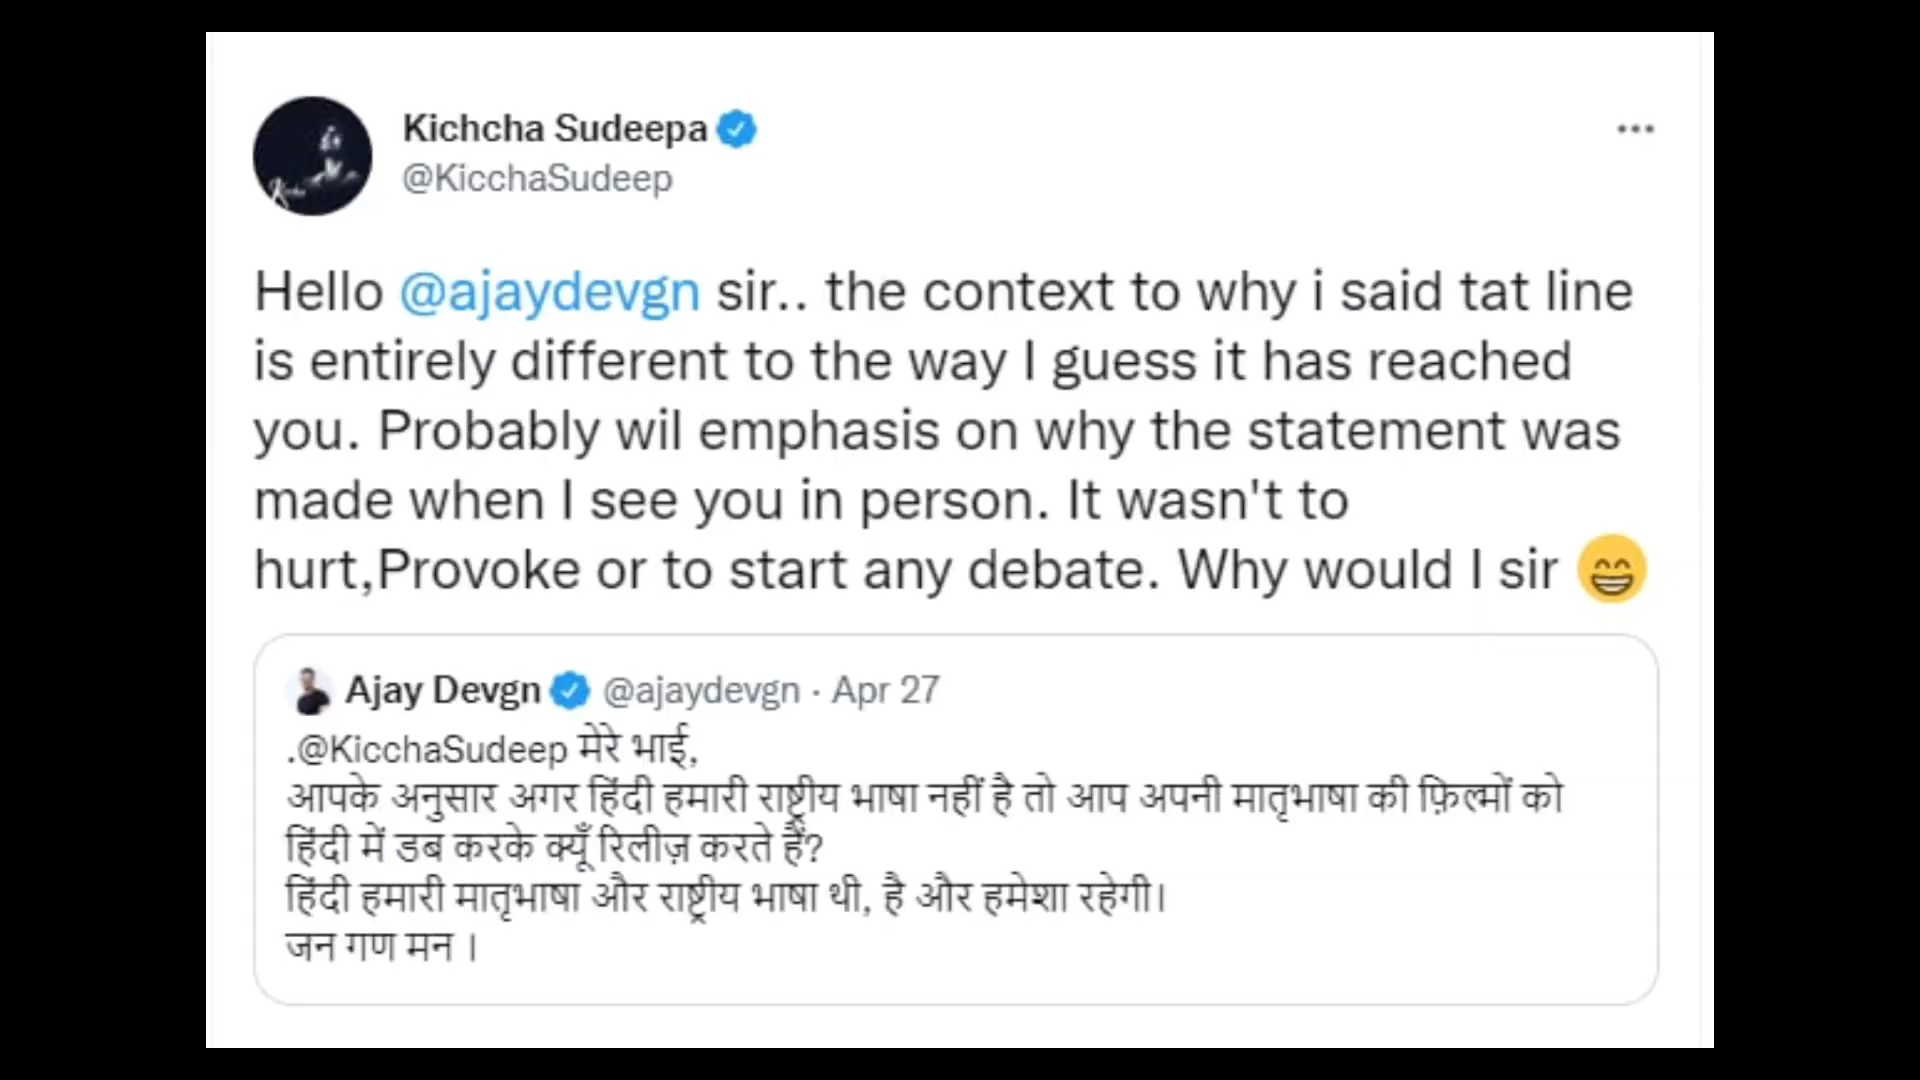 Kichcha Sudeepa
@KicchaSudeep
Hello @ajaydevgn sir.. the context to why i said tat line
is entirely different to the way I guess it has reached
you. Probably wil emphasis on why the statement was
made when I see you in person. It wasn't to
hurt,Provoke or to start any debate. Why would I sir 😁
Ajay Devgn @ajaydevgn · Apr 27
.@KicchaSudeep मेरे भाई,
आपके अनुसार अगर हिंदी हमारी राष्ट्रीय भाषा नहीं है तो आप अपनी मातृभाषा की फ़िल्मों को
हिंदी में डब करके क्यूँ रिलीज़ करते हैं?
हिंदी हमारी मातृभाषा और राष्ट्रीय भाषा थी, है और हमेशा रहेगी।
जन गण मन ।